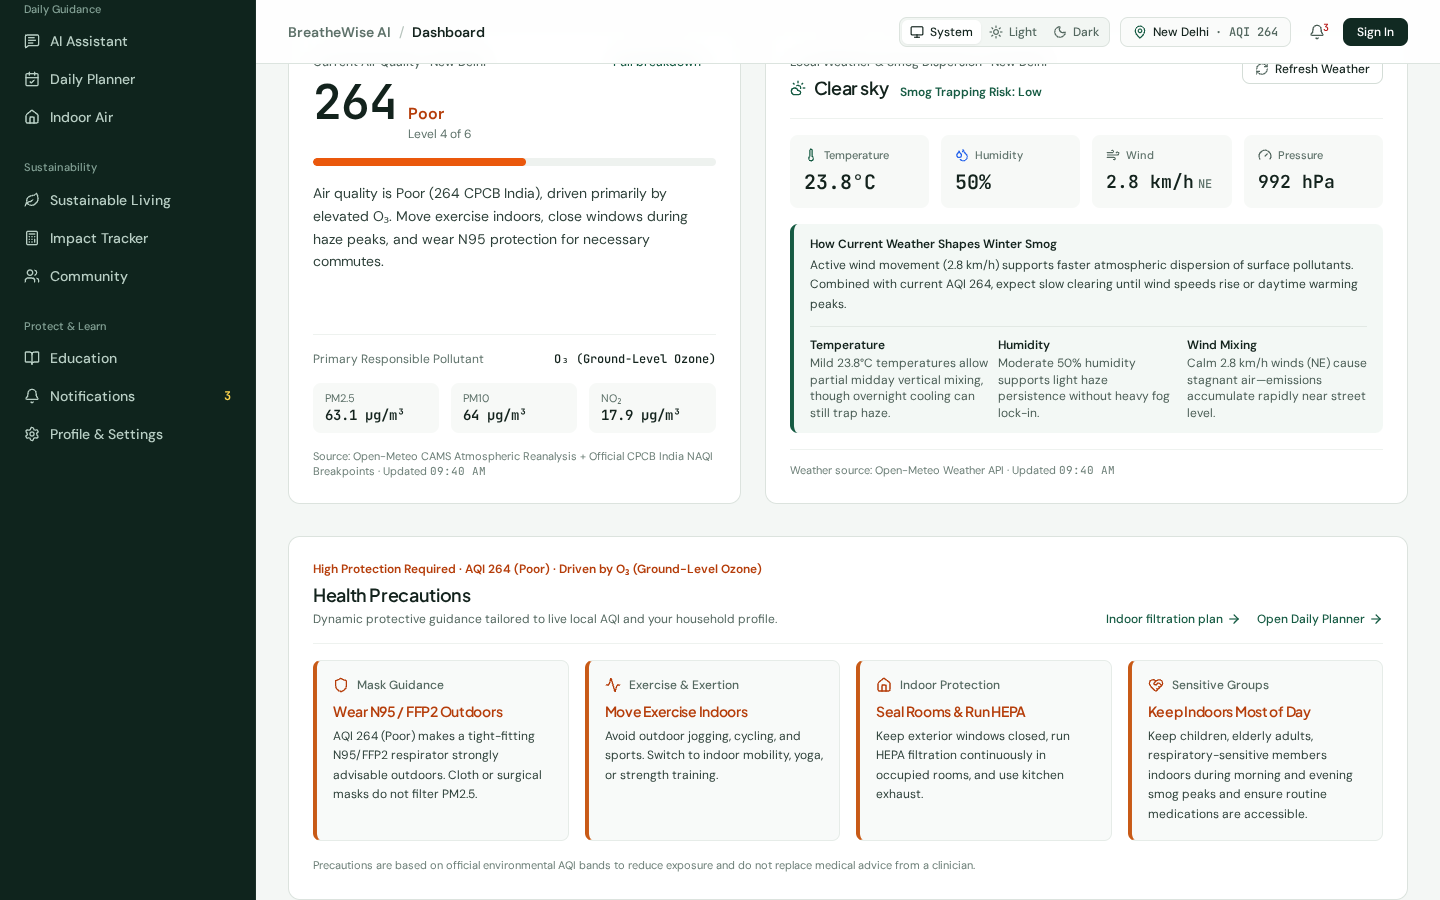 Daily Guidance
AI Assistant
Daily Planner
Indoor Air
Sustainability
Sustainable Living
Impact Tracker
Community
Protect & Learn
Education
Notifications 3
Profile & Settings
BreatheWise AI / Dashboard
System Light Dark
New Delhi · AQI 264
3
Sign In
264
Poor
Level 4 of 6
Air quality is Poor (264 CPCB India), driven primarily by
elevated O₃. Move exercise indoors, close windows during
haze peaks, and wear N95 protection for necessary
commutes.
Primary Responsible Pollutant O₃ (Ground-Level Ozone)
PM2.5
63.1 µg/m³
PM10
64 µg/m³
NO₂
17.9 µg/m³
Source: Open-Meteo CAMS Atmospheric Reanalysis + Official CPCB India NAQI
Breakpoints · Updated 09:40 AM
Refresh Weather
Clear sky Smog Trapping Risk: Low
Temperature
23.8°C
Humidity
50%
Wind
2.8 km/h NE
Pressure
992 hPa
How Current Weather Shapes Winter Smog
Active wind movement (2.8 km/h) supports faster atmospheric dispersion of surface pollutants.
Combined with current AQI 264, expect slow clearing until wind speeds rise or daytime warming
peaks.
Temperature
Mild 23.8°C temperatures allow
partial midday vertical mixing,
though overnight cooling can
still trap haze.
Humidity
Moderate 50% humidity
supports light haze
persistence without heavy fog
lock-in.
Wind Mixing
Calm 2.8 km/h winds (NE) cause
stagnant air—emissions
accumulate rapidly near street
level.
Weather source: Open-Meteo Weather API · Updated 09:40 AM
High Protection Required · AQI 264 (Poor) · Driven by O₃ (Ground-Level Ozone)
Health Precautions
Dynamic protective guidance tailored to live local AQI and your household profile.
Indoor filtration plan → Open Daily Planner →
Mask Guidance
Wear N95 / FFP2 Outdoors
AQI 264 (Poor) makes a tight-fitting
N95/FFP2 respirator strongly
advisable outdoors. Cloth or surgical
masks do not filter PM2.5.
Exercise & Exertion
Move Exercise Indoors
Avoid outdoor jogging, cycling, and
sports. Switch to indoor mobility, yoga,
or strength training.
Indoor Protection
Seal Rooms & Run HEPA
Keep exterior windows closed, run
HEPA filtration continuously in
occupied rooms, and use kitchen
exhaust.
Sensitive Groups
Keep Indoors Most of Day
Keep children, elderly adults,
respiratory-sensitive members
indoors during morning and evening
smog peaks and ensure routine
medications are accessible.
Precautions are based on official environmental AQI bands to reduce exposure and do not replace medical advice from a clinician.